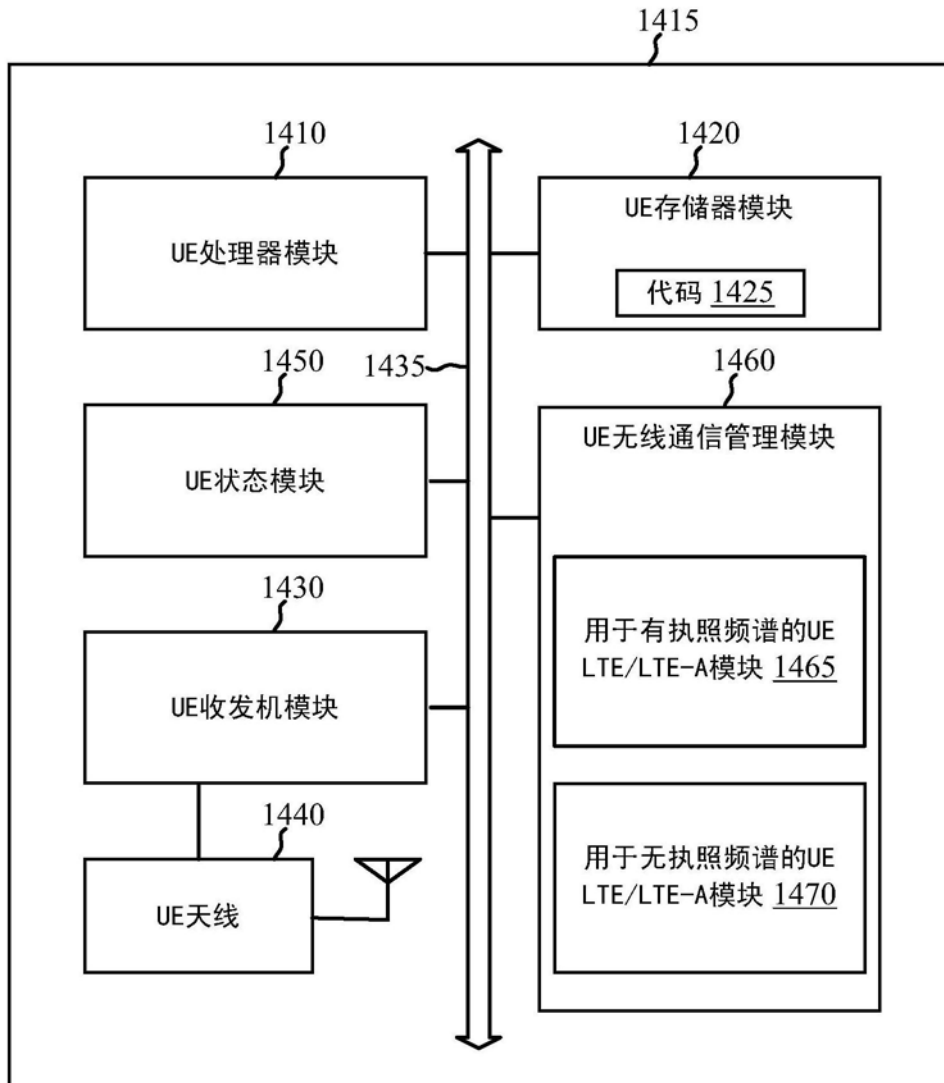 1415
1410
UE处理器模块
1420
UE存储器模块
代码 1425
1435
1450
UE状态模块
1460
UE无线通信管理模块
用于有执照频谱的UE
LTE/LTE-A模块 1465
1430
UE收发机模块
用于无执照频谱的UE
LTE/LTE-A模块 1470
1440
UE天线